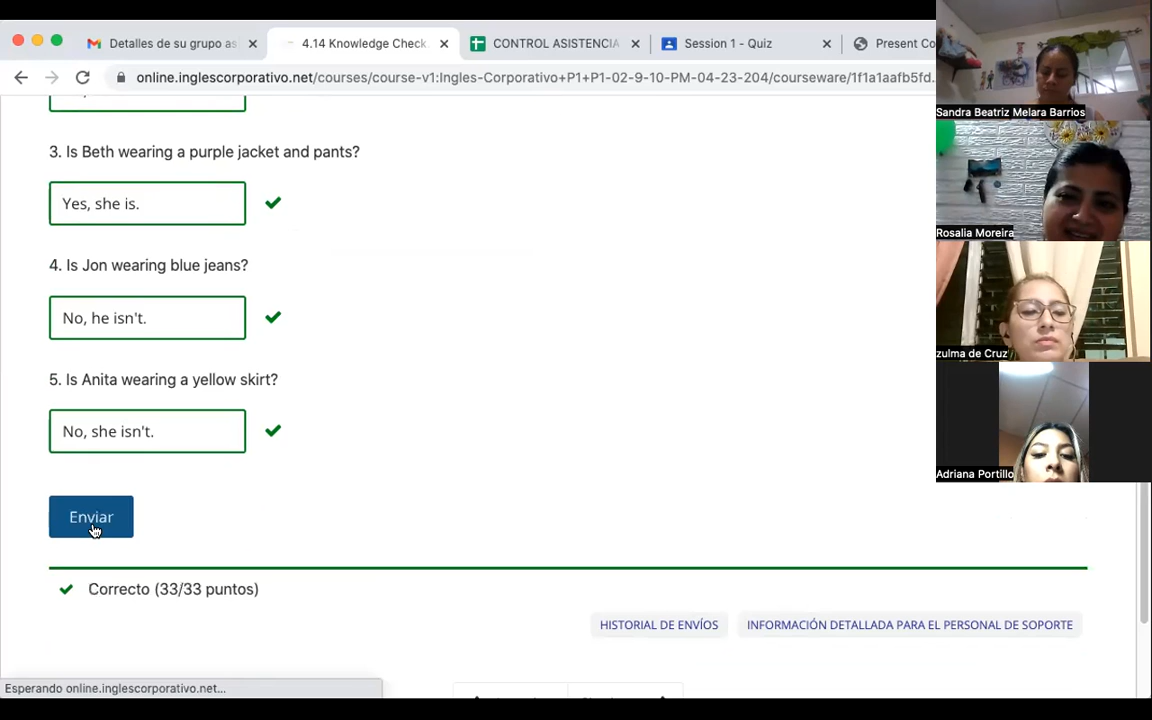 Detalles de su grupo as
4.14 Knowledge Check
CONTROL ASISTENCIA
Session 1 - Quiz
Present Co
online.inglescorporativo.net/courses/course-v1:Ingles-Corporativo+P1+P1-02-9-10-PM-04-23-204/courseware/1f1a1aafb5fd.
Sandra Beatriz Melara Barrios
3. Is Beth wearing a purple jacket and pants?
Yes, she is.
Rosalia Moreira
4. Is Jon wearing blue jeans?
No, he isn't.
zulma de Cruz
5. Is Anita wearing a yellow skirt?
No, she isn't.
Adriana Portillo
Enviar
Correcto (33/33 puntos)
HISTORIAL DE ENVÍOS
INFORMACIÓN DETALLADA PARA EL PERSONAL DE SOPORTE
Esperando online.inglescorporativo.net...